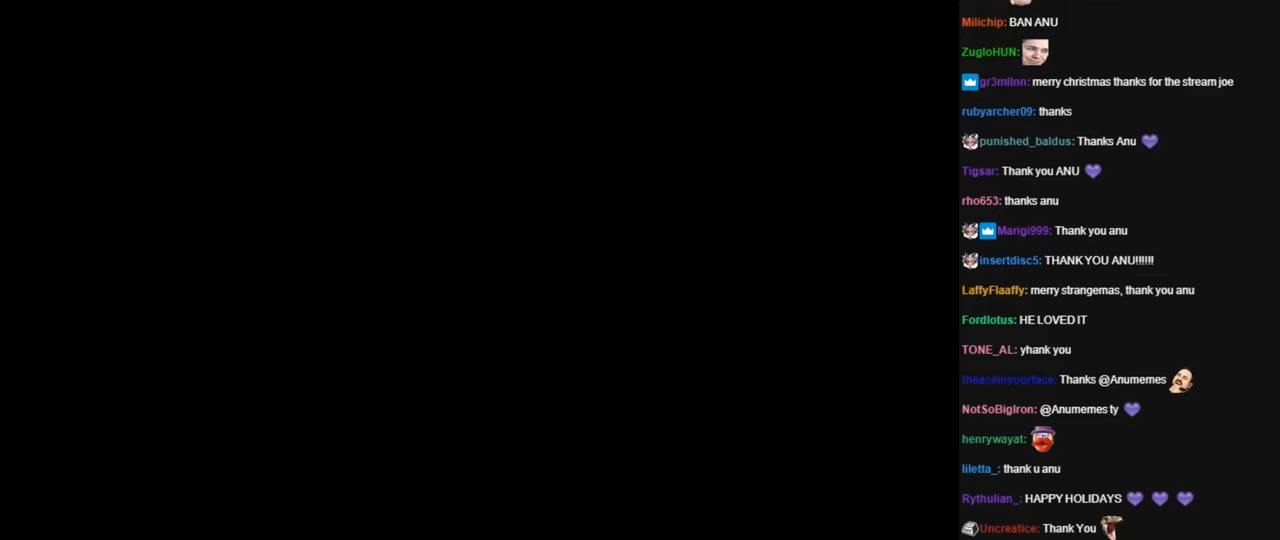 Milichip: BAN ANU
ZugloHUN:
gr3mlInn: merry christmas thanks for the stream joe
rubyarcher09: thanks
punished_baldus: Thanks Anu
Tigsar: Thank you ANU
rho653: thanks anu
Marigi999: Thank you anu
insertdisc5: THANK YOU ANU!!!!!!
LaffyFlaaffy: merry strangemas, thank you anu
Fordlotus: HE LOVED IT
TONE_AL: yhank you
theaceinyourface: Thanks @Anumemes
NotSoBigIron: @Anumemes ty
henrywayat:
liletta_: thank u anu
Rythulian_: HAPPY HOLIDAYS
Uncreatice: Thank You